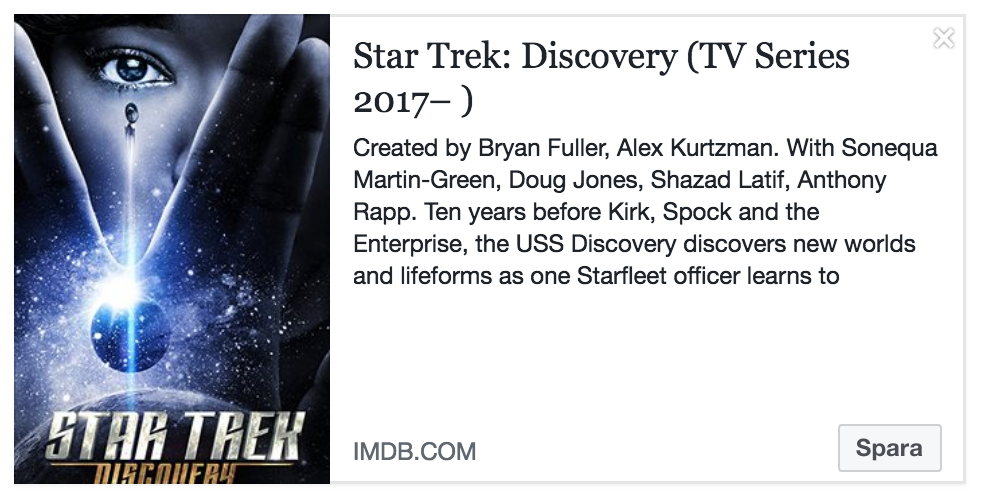 Star Trek: Discovery (TV Series
2017– )
Created by Bryan Fuller, Alex Kurtzman. With Sonequa
Martin-Green, Doug Jones, Shazad Latif, Anthony
Rapp. Ten years before Kirk, Spock and the
Enterprise, the USS Discovery discovers new worlds
and lifeforms as one Starfleet officer learns to
IMDB.COM
Spara
STAR TREK
DISCOVERY